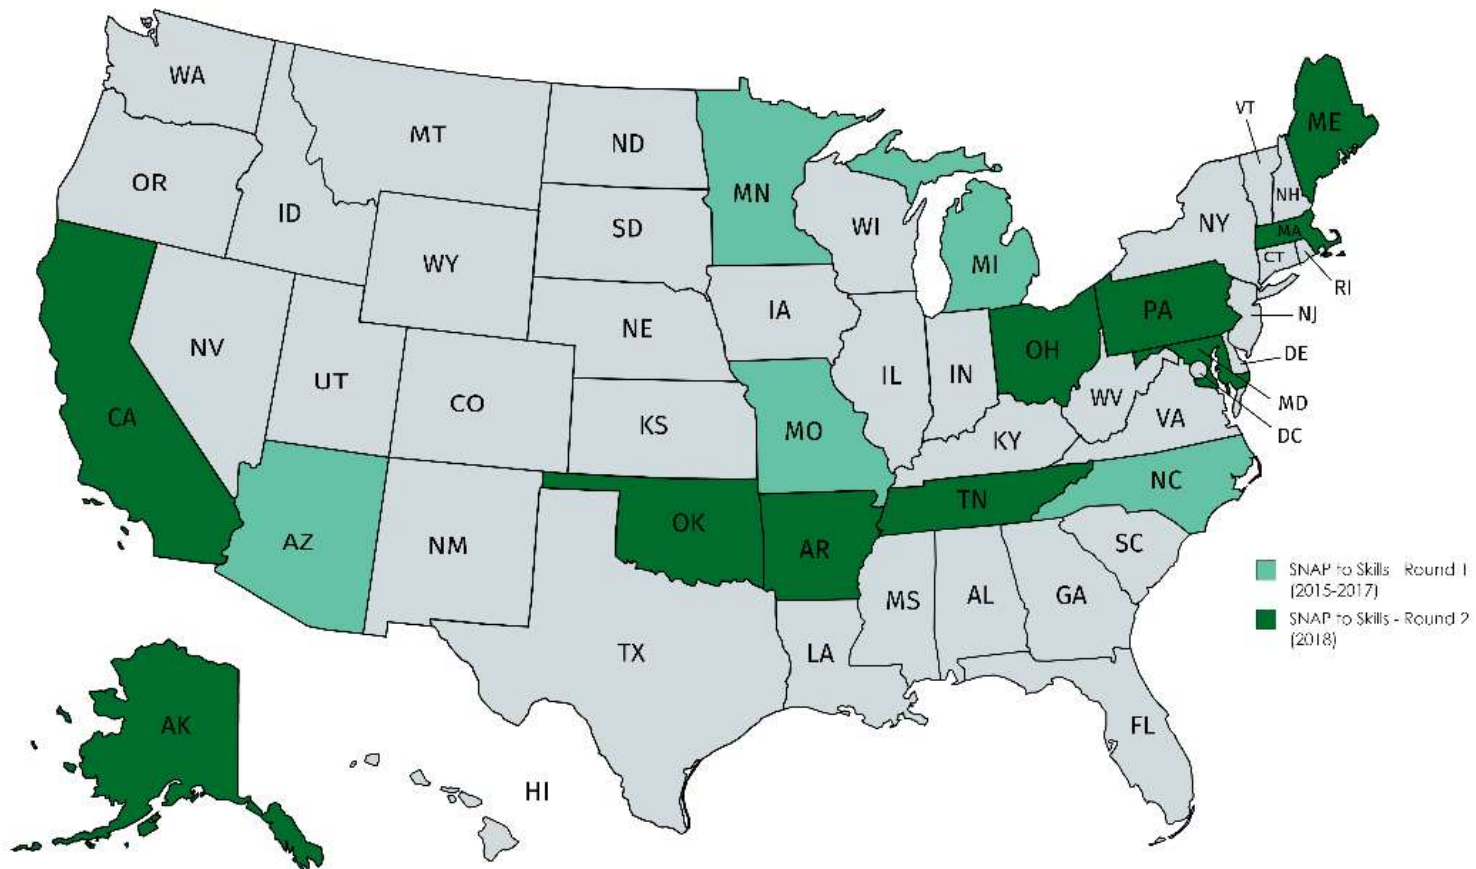 WA
MT
ND
MN
VT
ME
OR
ID
SD
WI
NY
NH
MA
WY
MI
CT
RI
IA
PA
NJ
NE
OH
DE
NV
UT
CO
IL
IN
WV
MD
VA
DC
CA
KS
MO
KY
NC
TN
OK
AZ
NM
AR
SC
MS
AL
GA
SNAP to Skills - Round 1
(2015-2017)
SNAP to Skills - Round 2
(2018)
TX
LA
AK
FL
HI